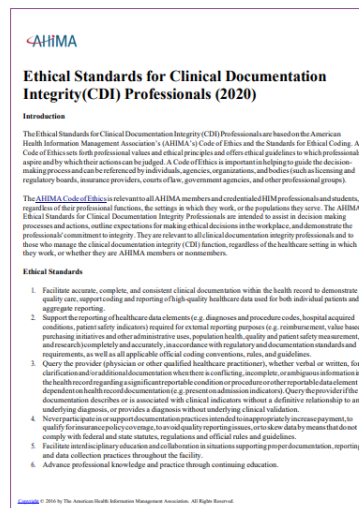 AHIMA
Ethical Standards for Clinical Documentation
Integrity(CDI) Professionals (2020)
Introduction
The Ethical Standards for Clinical Documentation Integrity (CDI) Professionals are based on the American
Health Information Management Association's (AHIMA's) Code of Ethics and the Standards for Ethical Coding. A
Code of Ethics sets forth professional values and ethical principles and offers ethical guidelines to which professionals
aspire and by which their actions can be judged. A Code of Ethics is important in helping to guide the decision-
making process and can be referenced by individuals, agencies, organizations, and bodies (such as licensing and
regulatory boards, insurance providers, courts of law, government agencies, and other professional groups).
The AHIMA Code of Ethics is relevant to all AHIMA members and credentialed HIM professionals and students,
regardless of their professional functions, the settings in which they work, or the populations they serve. The AHIMA
Ethical Standards for Clinical Documentation Integrity Professionals are intended to assist in decision making
processes and actions, outline expectations for making ethical decisions in the workplace, and demonstrate the
professionals' commitment to integrity. They are relevant to all clinical documentation integrity professionals and to
those who manage the clinical documentation integrity (CDI) function, regardless of the healthcare setting in which
they work, or whether they are AHIMA members or nonmembers.
Ethical Standards
1. Facilitate accurate, complete, and consistent clinical documentation within the health record to demonstrate
quality care, support coding and reporting of high-quality healthcare data used for both individual patients and
aggregate reporting.
2. Support the reporting of healthcare data elements (e.g. diagnoses and procedure codes, hospital acquired
conditions, patient safety indicators) required for external reporting purposes (e.g. reimbursement, value based
purchasing initiatives and other administrative uses, population health, quality and patient safety measurement,
and research) completely and accurately, in accordance with regulatory and documentation standards and
requirements, as well as all applicable official coding conventions, rules, and guidelines.
3. Query the provider (physician or other qualified healthcare practitioner), whether verbal or written, for
clarification and/or additional documentation when there is conflicting, incomplete, or ambiguous information in
the health record regarding a significant reportable condition or procedure or other reportable data element
dependent on health record documentation (e.g. present on admission indicators). Query the provider if the
documentation describes or is associated with clinical indicators without a definitive relationship to an
underlying diagnosis, or provides a diagnosis without underlying clinical validation.
4. Never participate in or support documentation practices intended to inappropriately increase payment, to
qualify for insurance policy coverage, to avoid quality reporting issues, or to skew data by means that do not
comply with federal and state statutes, regulations and official rules and guidelines.
5. Facilitate interdisciplinary education and collaboration in situations supporting proper documentation, reporting
and data collection practices throughout the facility.
6. Advance professional knowledge and practice through continuing education.
Copyright © 2016 by The American Health Information Management Association. All Rights Reserved.